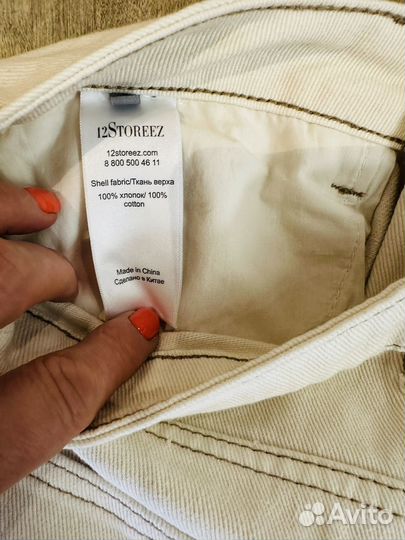 12STOREEZ
12storeez.com
8 800 500 46 11
Shell fabric/Ткань верха
100% хлопок/ 100%
cotton
Made in China
Сделано в Китае
Avito